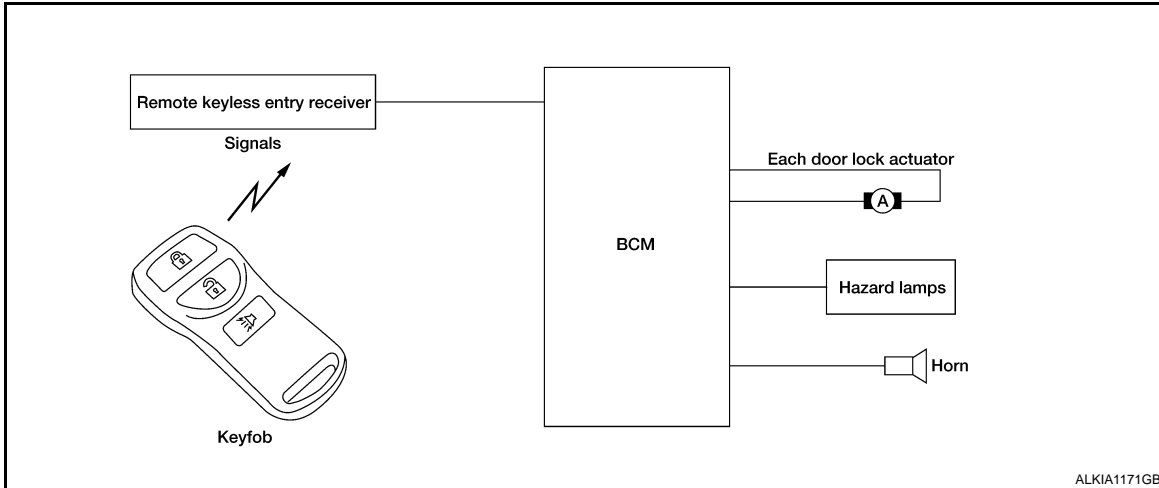 Remote keyless entry receiver
Signals
Each door lock actuator
A
BCM
Hazard lamps
Horn
Keyfob
ALKIA1171GB